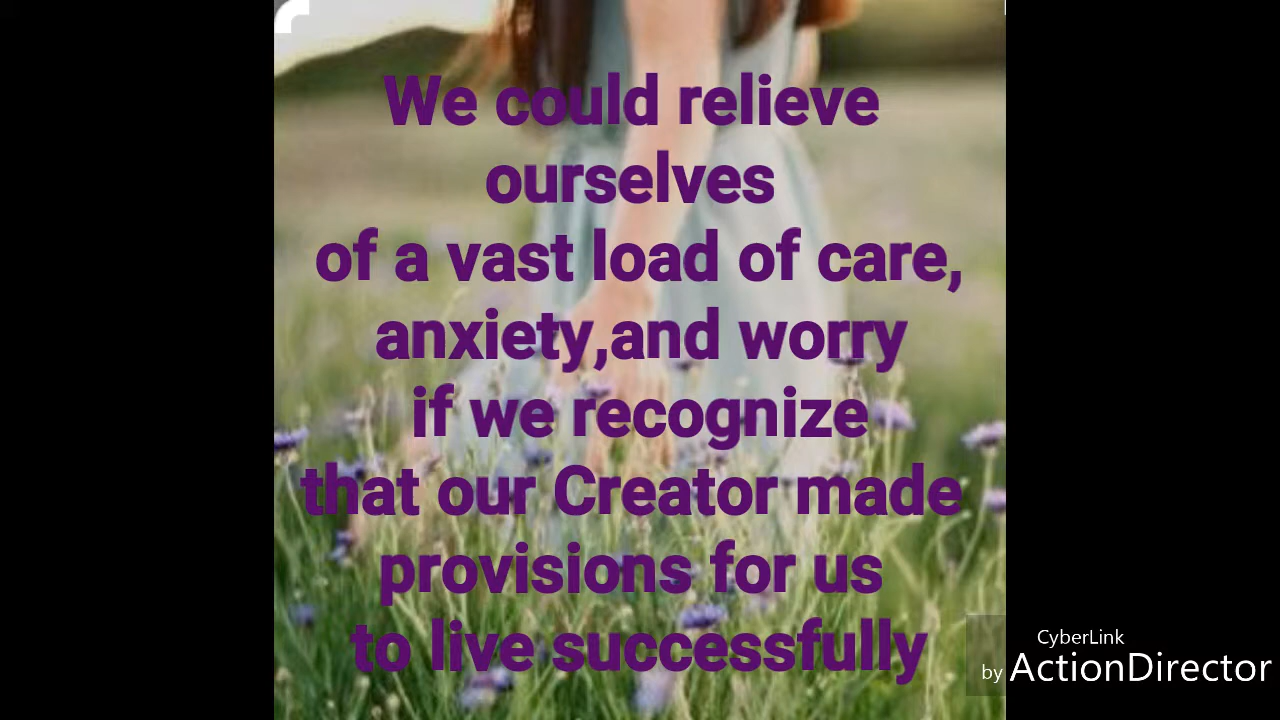 We could relieve
ourselves
of a vast load of care,
anxiety,and worry
if we recognize
that our Creator made
provisions for us
to live successfully
CyberLink
by ActionDirector